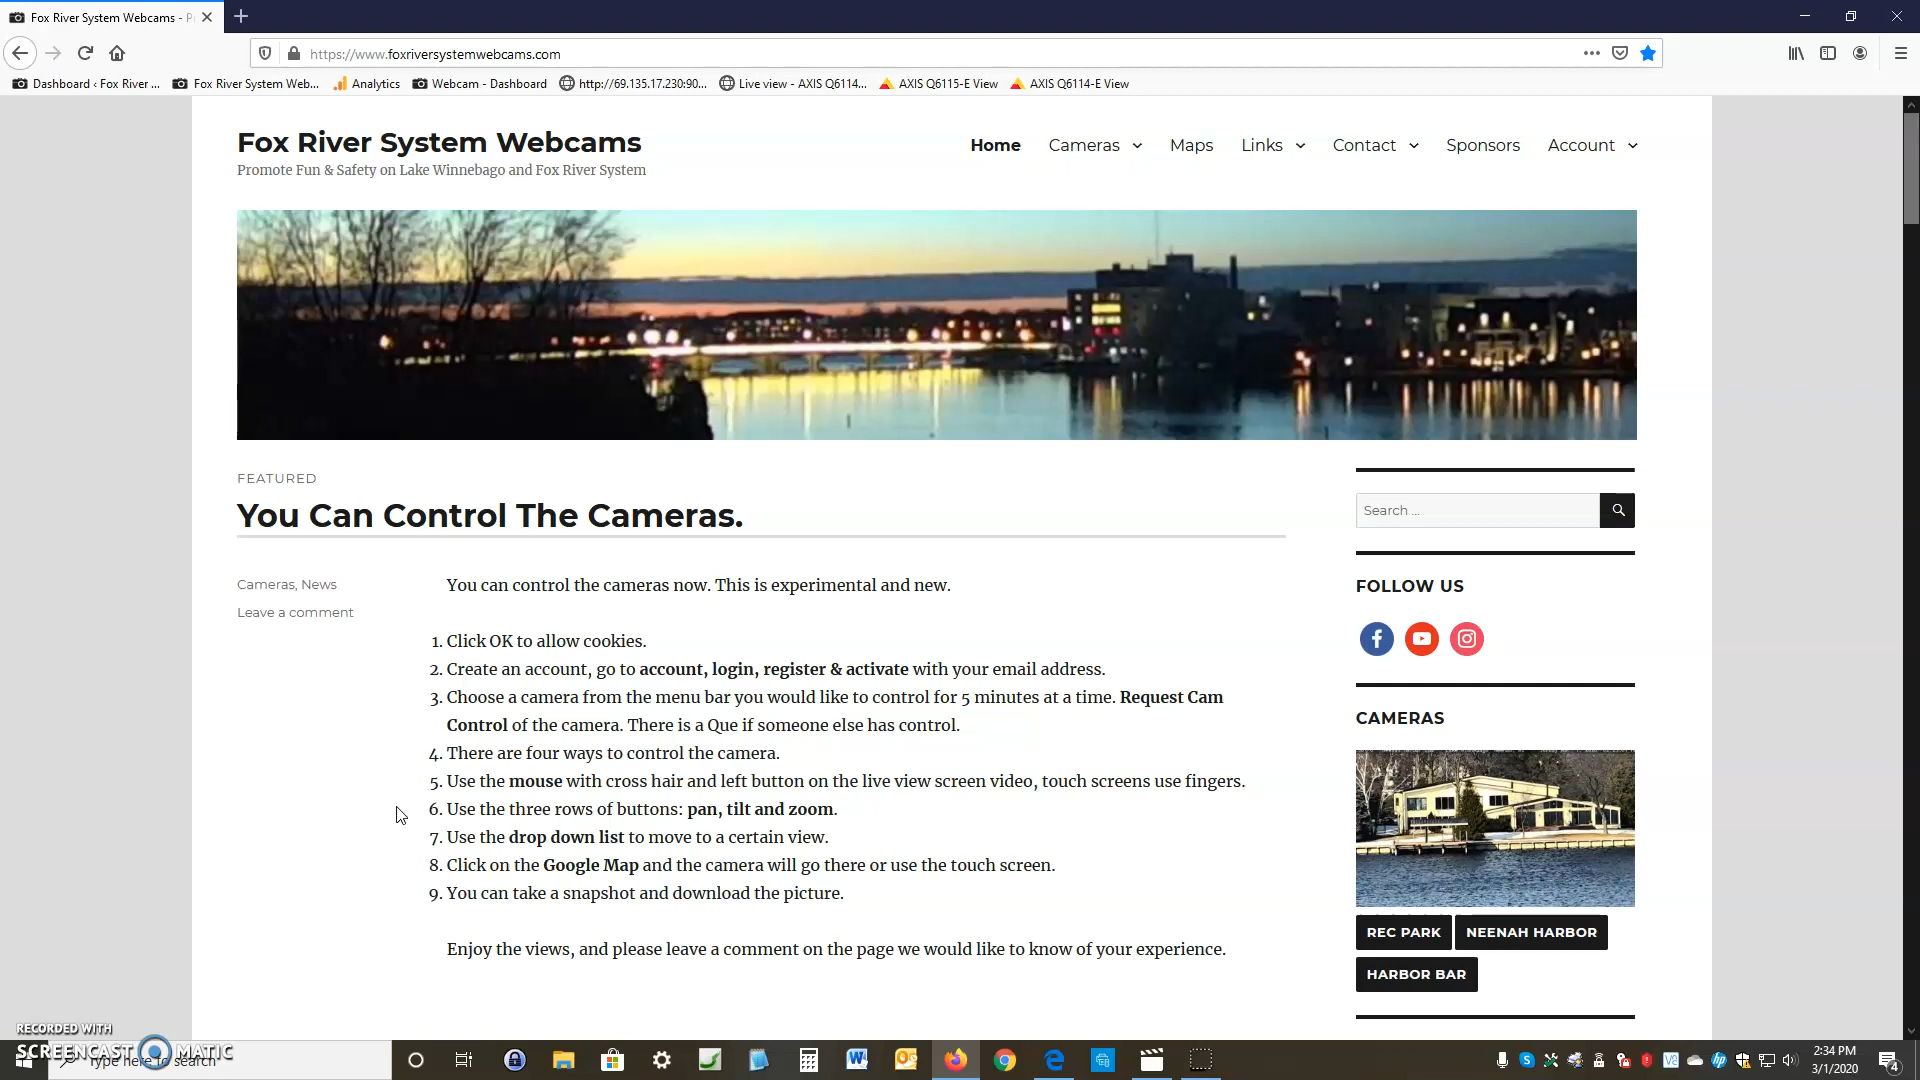 Fox River System Webcams - P
https://www.foxriversystemwebcams.com
Dashboard ‹ Fox River ...
Fox River System Web...
Analytics
Webcam - Dashboard
http://69.135.17.230:90...
Live view - AXIS Q6114...
AXIS Q6115-E View
AXIS Q6114-E View
Fox River System Webcams
Promote Fun & Safety on Lake Winnebago and Fox River System
Home
Cameras
Maps
Links
Contact
Sponsors
Account
FEATURED
You Can Control The Cameras.
Cameras, News
Leave a comment
You can control the cameras now. This is experimental and new.
1. Click OK to allow cookies.
2. Create an account, go to account, login, register & activate with your email address.
3. Choose a camera from the menu bar you would like to control for 5 minutes at a time. Request Cam
Control of the camera. There is a Que if someone else has control.
4. There are four ways to control the camera.
5. Use the mouse with cross hair and left button on the live view screen video, touch screens use fingers.
6. Use the three rows of buttons: pan, tilt and zoom.
7. Use the drop down list to move to a certain view.
8. Click on the Google Map and the camera will go there or use the touch screen.
9. You can take a snapshot and download the picture.
Enjoy the views, and please leave a comment on the page we would like to know of your experience.
Search ...
FOLLOW US
CAMERAS
REC PARK
NEENAH HARBOR
HARBOR BAR
RECORDED WITH
SCREENCAST MATIC
Type here to search
2:34 PM
3/1/2020
4